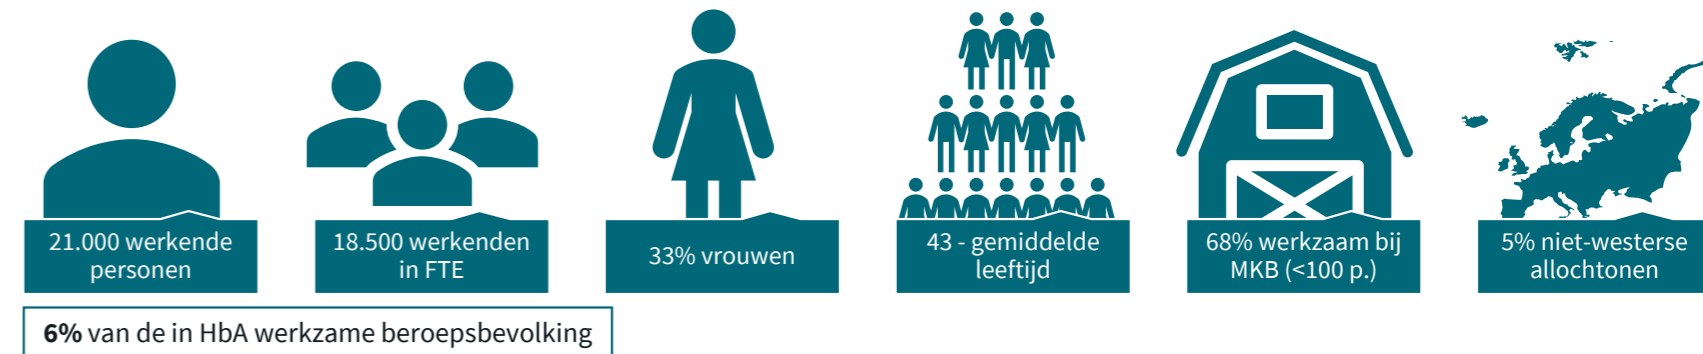 21.000 werkende
personen
18.500 werkenden
in FTE
33% vrouwen
43 - gemiddelde
leeftijd
68% werkzaam bij
MKB (<100 p.)
5% niet-westerse
allochtonen
6% van de in HbA werkzame beroepsbevolking